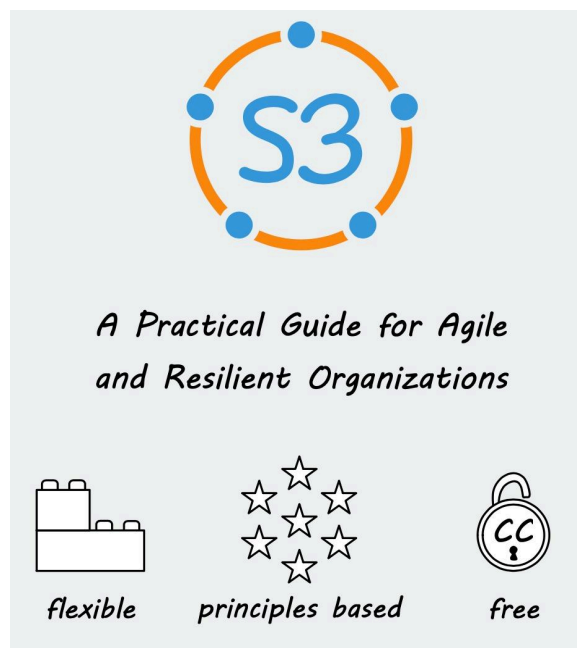 S3
A Practical Guide for Agile
and Resilient Organizations
CC
flexible
principles based
free